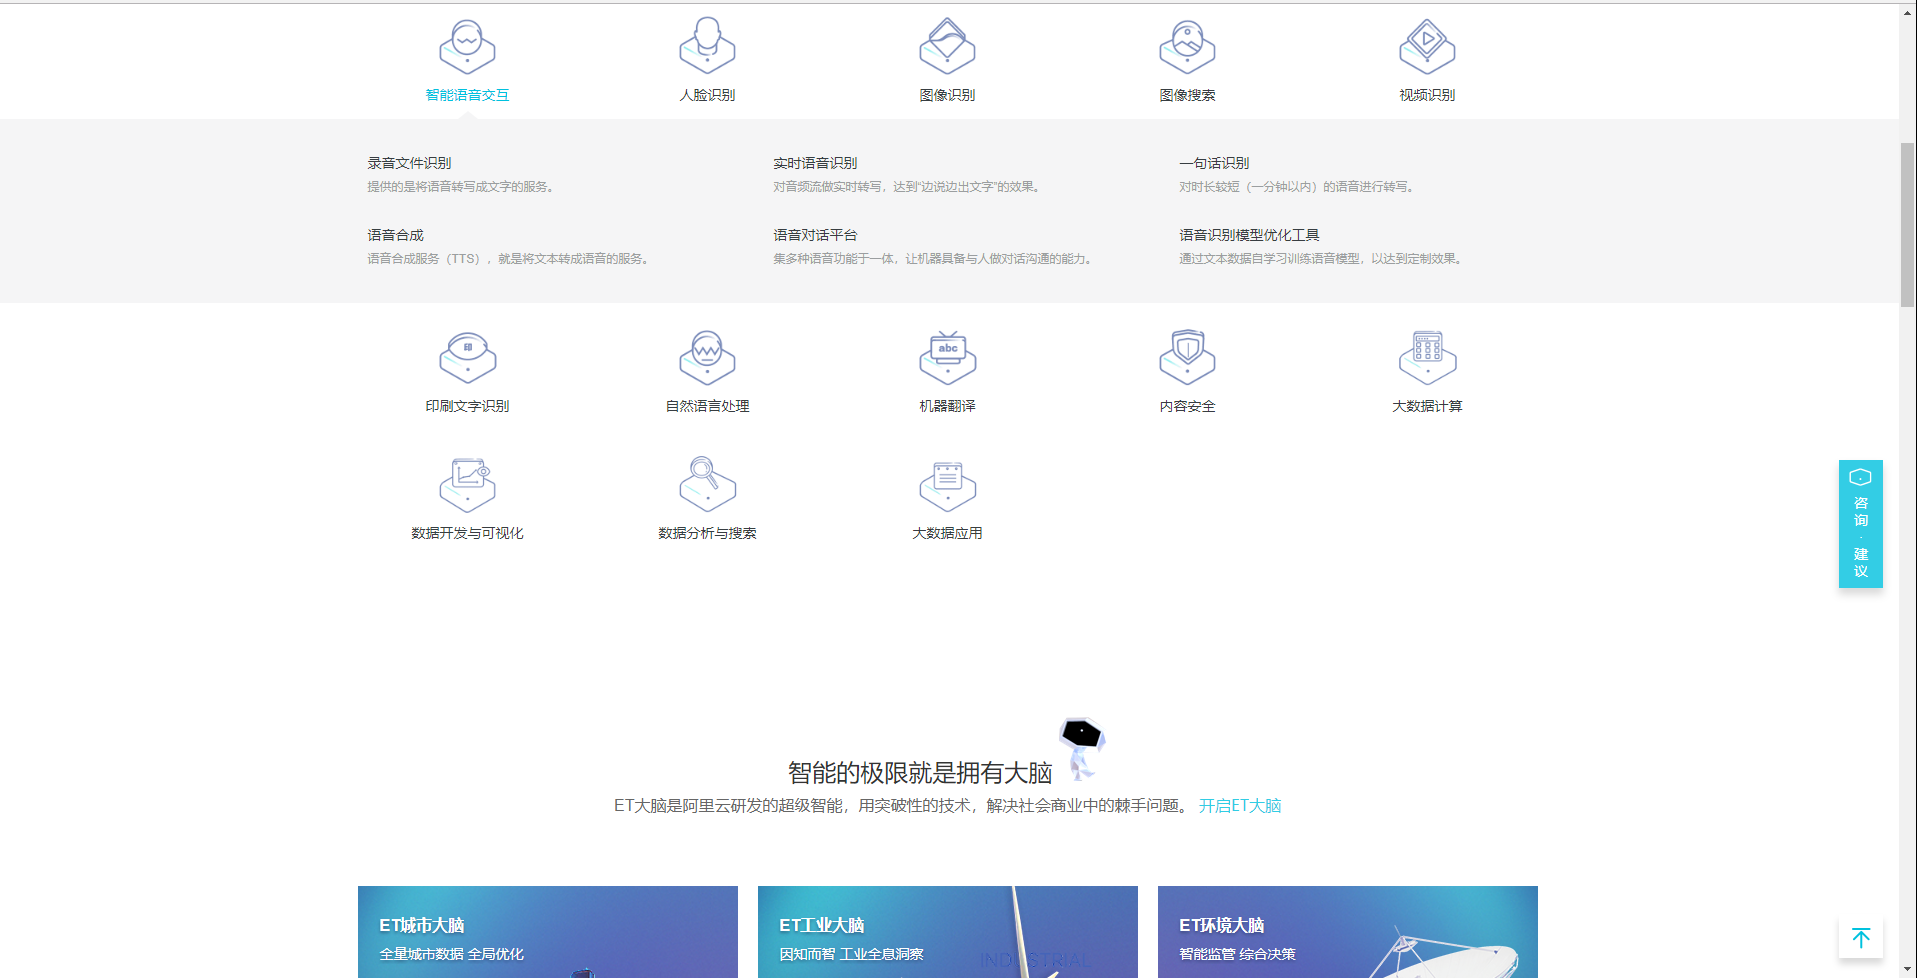 智能语音交互
人脸识别
图像识别
图像搜索
视频识别
录音文件识别
提供的是将语音转写成文字的服务。
实时语音识别
对音频流做实时转写，达到“边说边出文字”的效果。
一句话识别
对时长较短（一分钟以内）的语音进行转写。
语音合成
语音合成服务（TTS），就是将文本转成语音的服务。
语音对话平台
集多种语音功能于一体，让机器具备与人做对话沟通的能力。
语音识别模型优化工具
通过文本数据自学习训练语音模型，以达到定制效果。
印
abc
印刷文字识别
自然语言处理
机器翻译
内容安全
大数据计算
数据开发与可视化
数据分析与搜索
大数据应用
咨询·建议
智能的极限就是拥有大脑
ET大脑是阿里云研发的超级智能，用突破性的技术，解决社会商业中的棘手问题。 开启ET大脑
ET城市大脑
全量城市数据 全局优化
ET工业大脑
因知而智 工业全息洞察
INDUSTRIAL
ET环境大脑
智能监管 综合决策